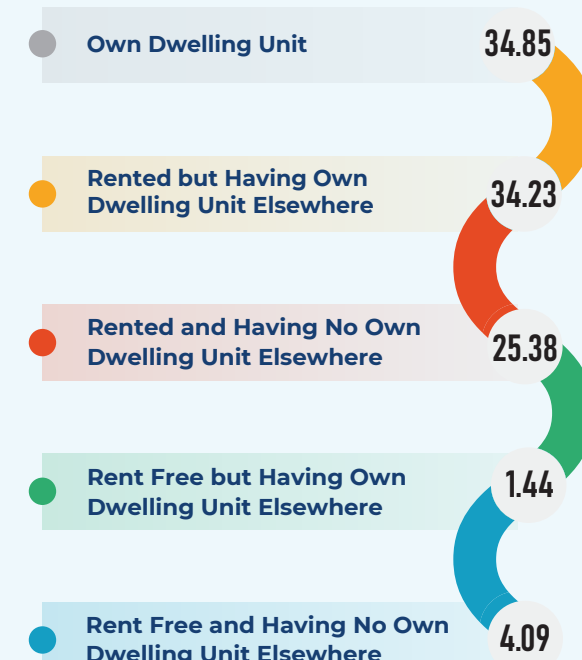 Own Dwelling Unit
34.85
Rented but Having Own
Dwelling Unit Elsewhere
34.23
Rented and Having No Own
Dwelling Unit Elsewhere
25.38
Rent Free but Having Own
Dwelling Unit Elsewhere
1.44
Rent Free and Having No Own
Dwelling Unit Elsewhere
4.09